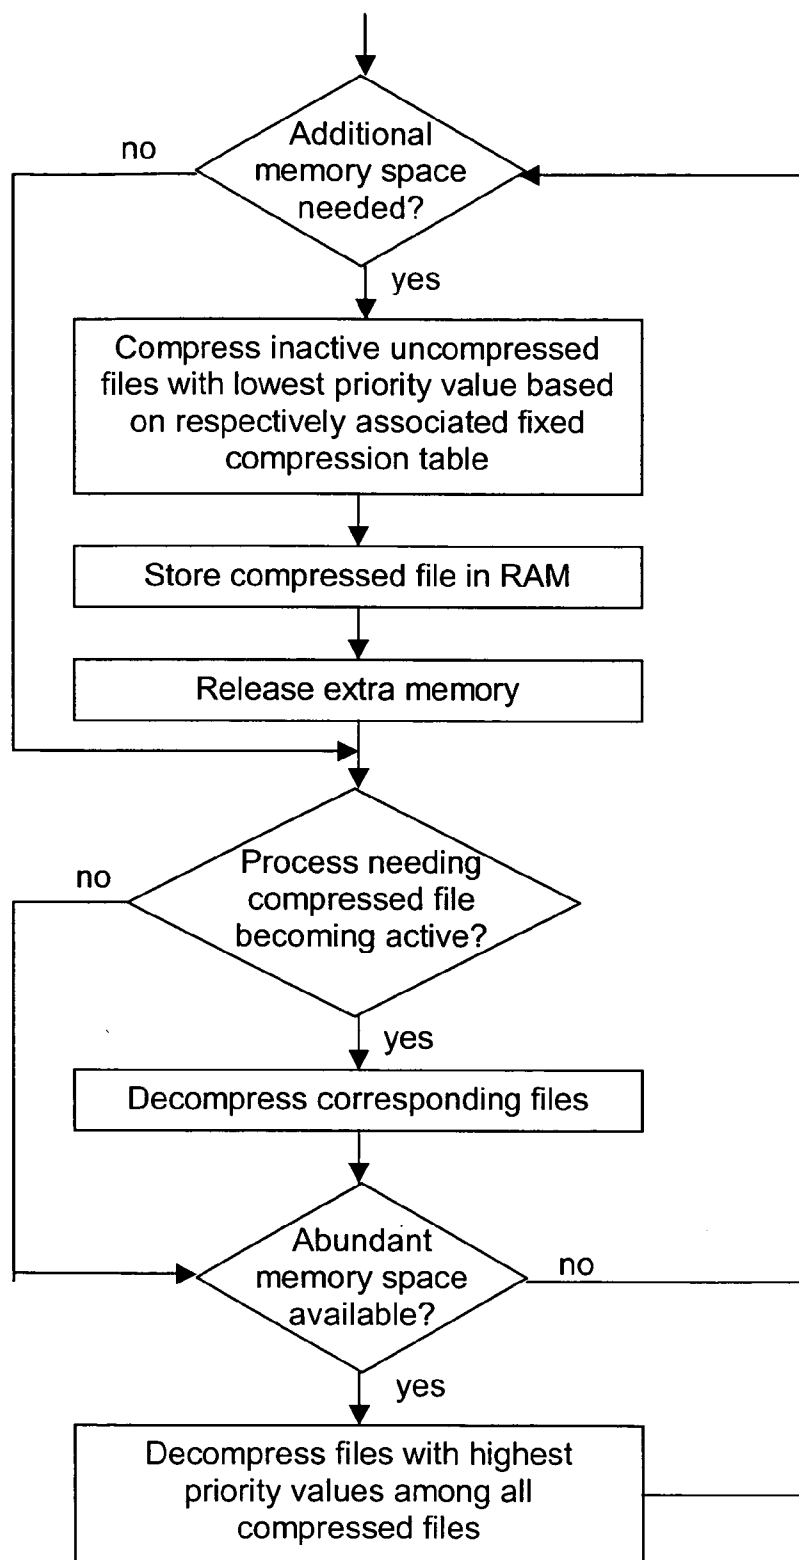 Additional
no
memory space
needed?
yes
Compress inactive uncompressed
files with lowest priority value based
on respectively associated fixed
compression table
Store compressed file in RAM
Release extra memory
Process needing
no
compressed file
becoming active?
yes
Decompress corresponding files
Abundant
memory space
no
available?
yes
Decompress files with highest
priority values among all
compressed files